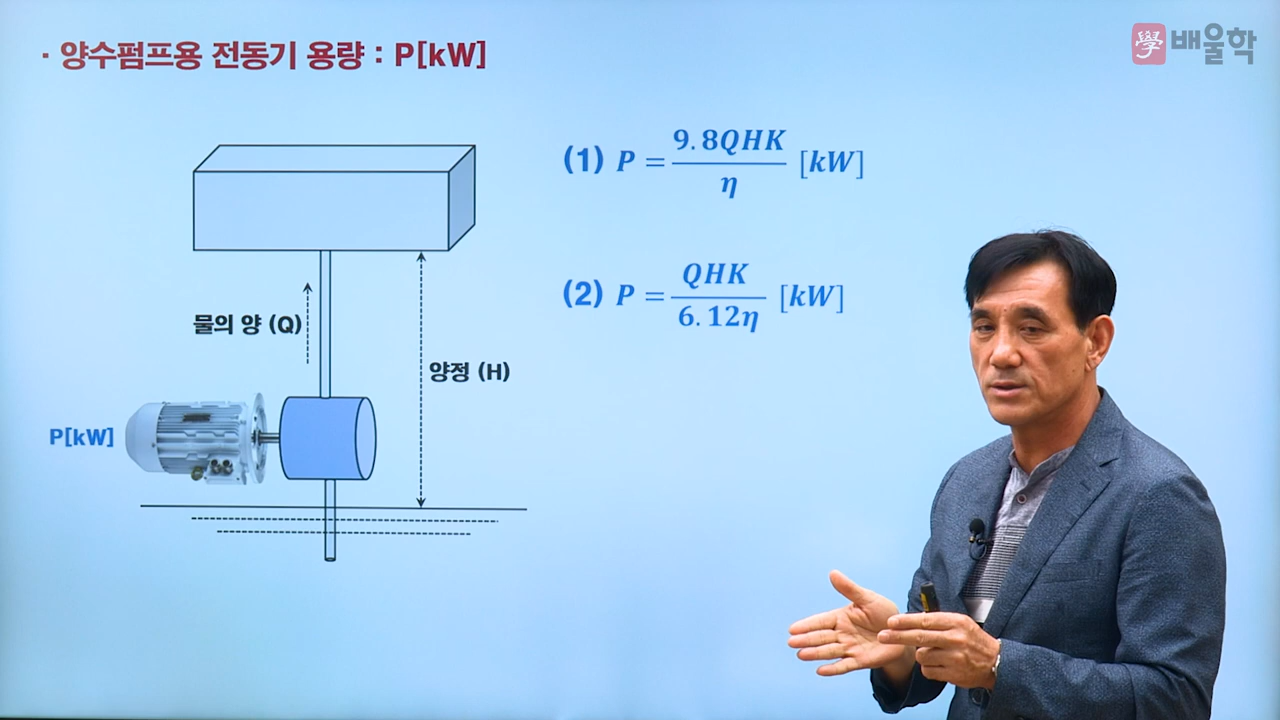 · 양수펌프용 전동기 용량 : P[kW]
學 배울학
(1) P = 9.8QHK / η [kW]
(2) P = QHK / 6.12η [kW]
물의 양 (Q)
양정 (H)
P[kW]